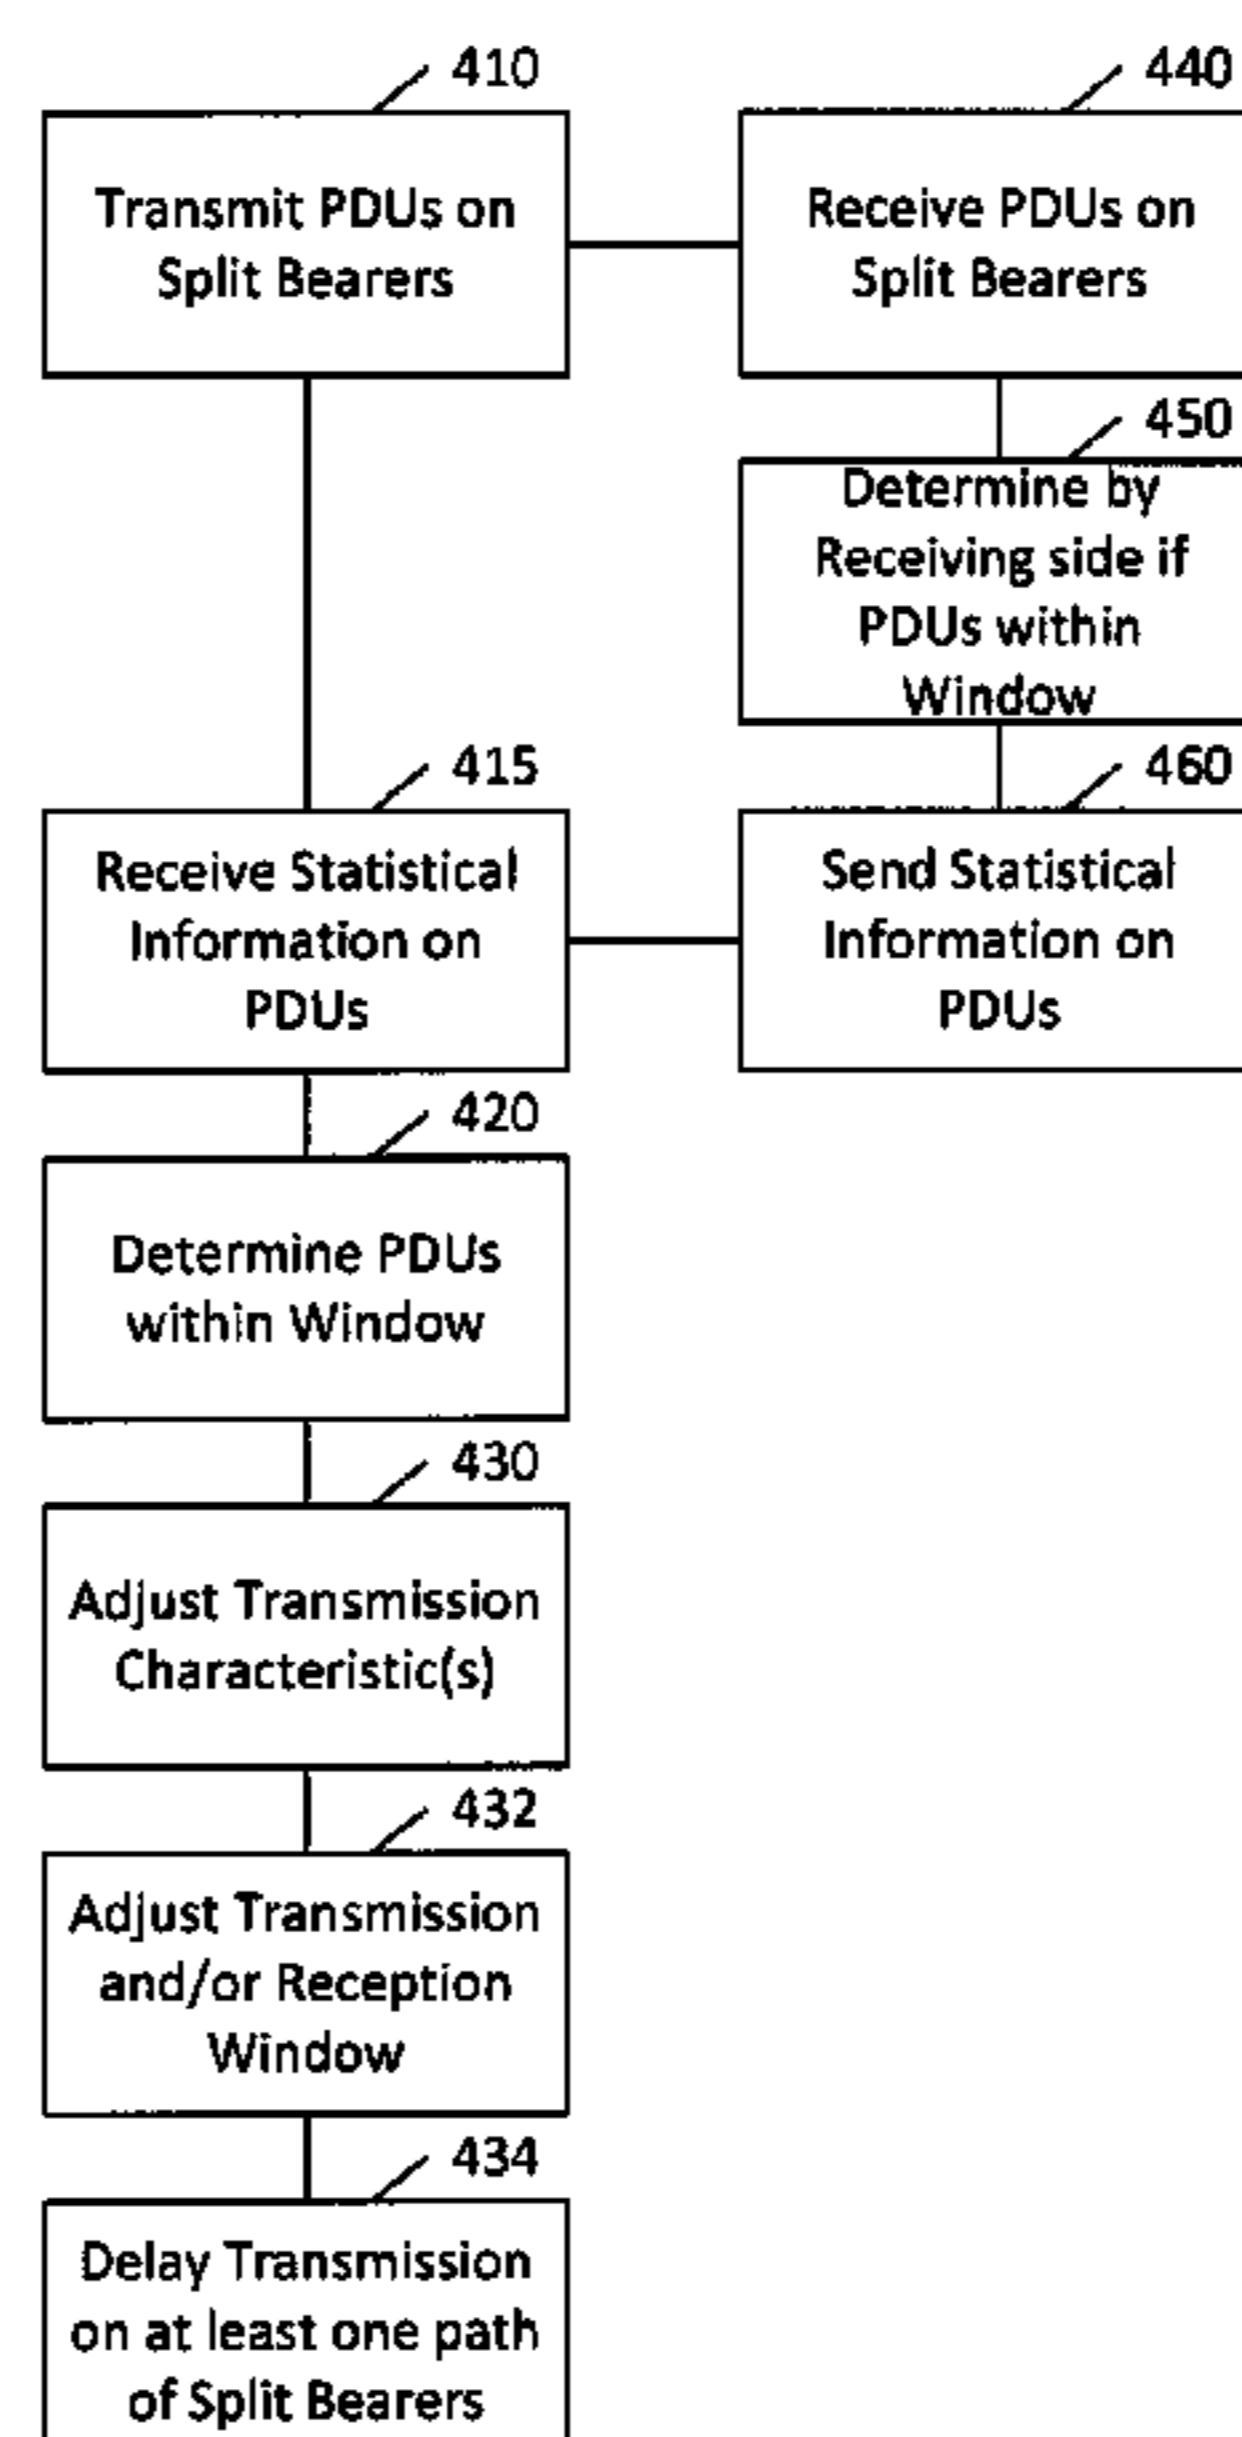 410
Transmit PDUs on
Split Bearers
440
Receive PDUs on
Split Bearers
450
Determine by
Receiving side if
PDUs within
Window
415
Receive Statistical
Information on
PDUs
460
Send Statistical
Information on
PDUs
420
Determine PDUs
within Window
430
Adjust Transmission
Characteristic(s)
432
Adjust Transmission
and/or Reception
Window
434
Delay Transmission
on at least one path
of Split Bearers